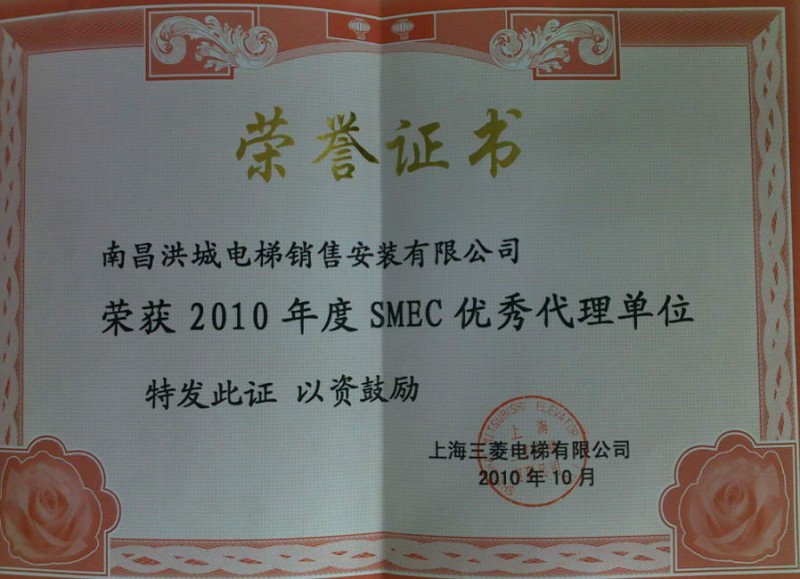 荣誉证书
南昌洪城电梯销售安装有限公司
荣获 2010 年度 SMEC 优秀代理单位
特发此证 以资鼓励
上海三菱电梯有限公司
2010 年 10 月